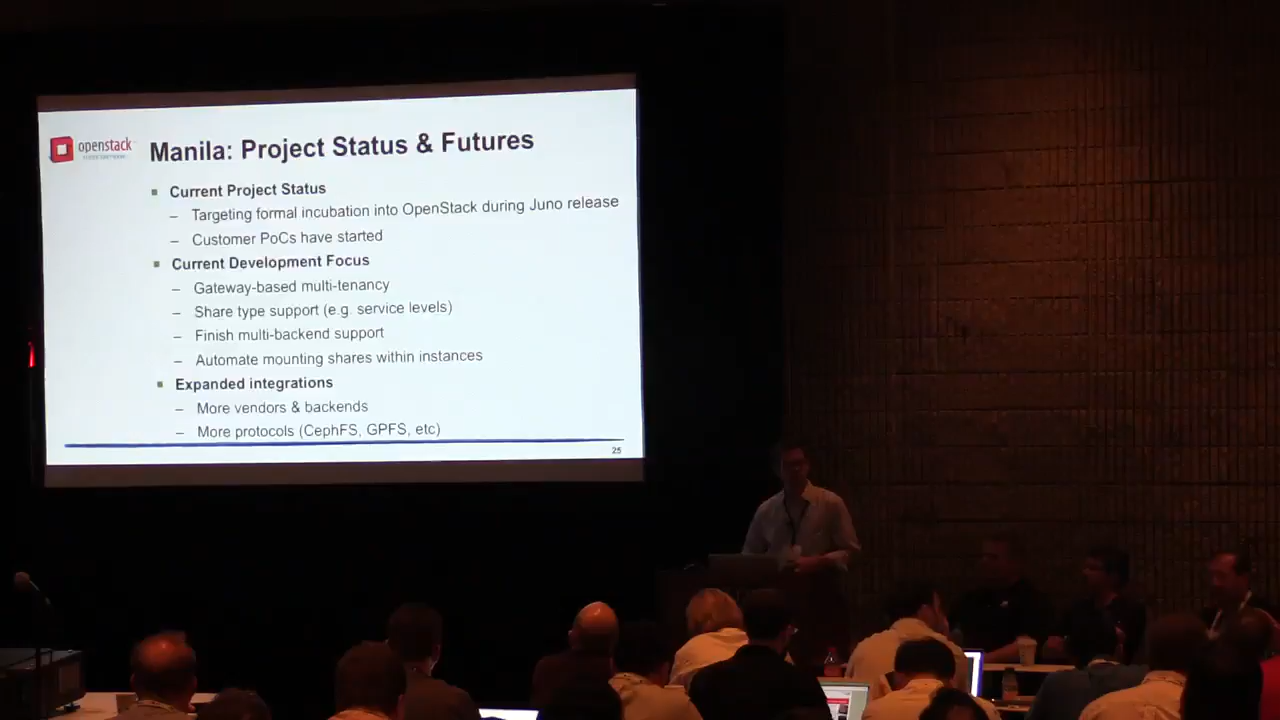 openstack
Manila: Project Status & Futures
Current Project Status
– Targeting formal incubation into OpenStack during Juno release
– Customer PoCs have started
Current Development Focus
– Gateway-based multi-tenancy
– Share type support (e.g. service levels)
– Finish multi-backend support
– Automate mounting shares within instances
Expanded integrations
– More vendors & backends
– More protocols (CephFS, GPFS, etc)
25